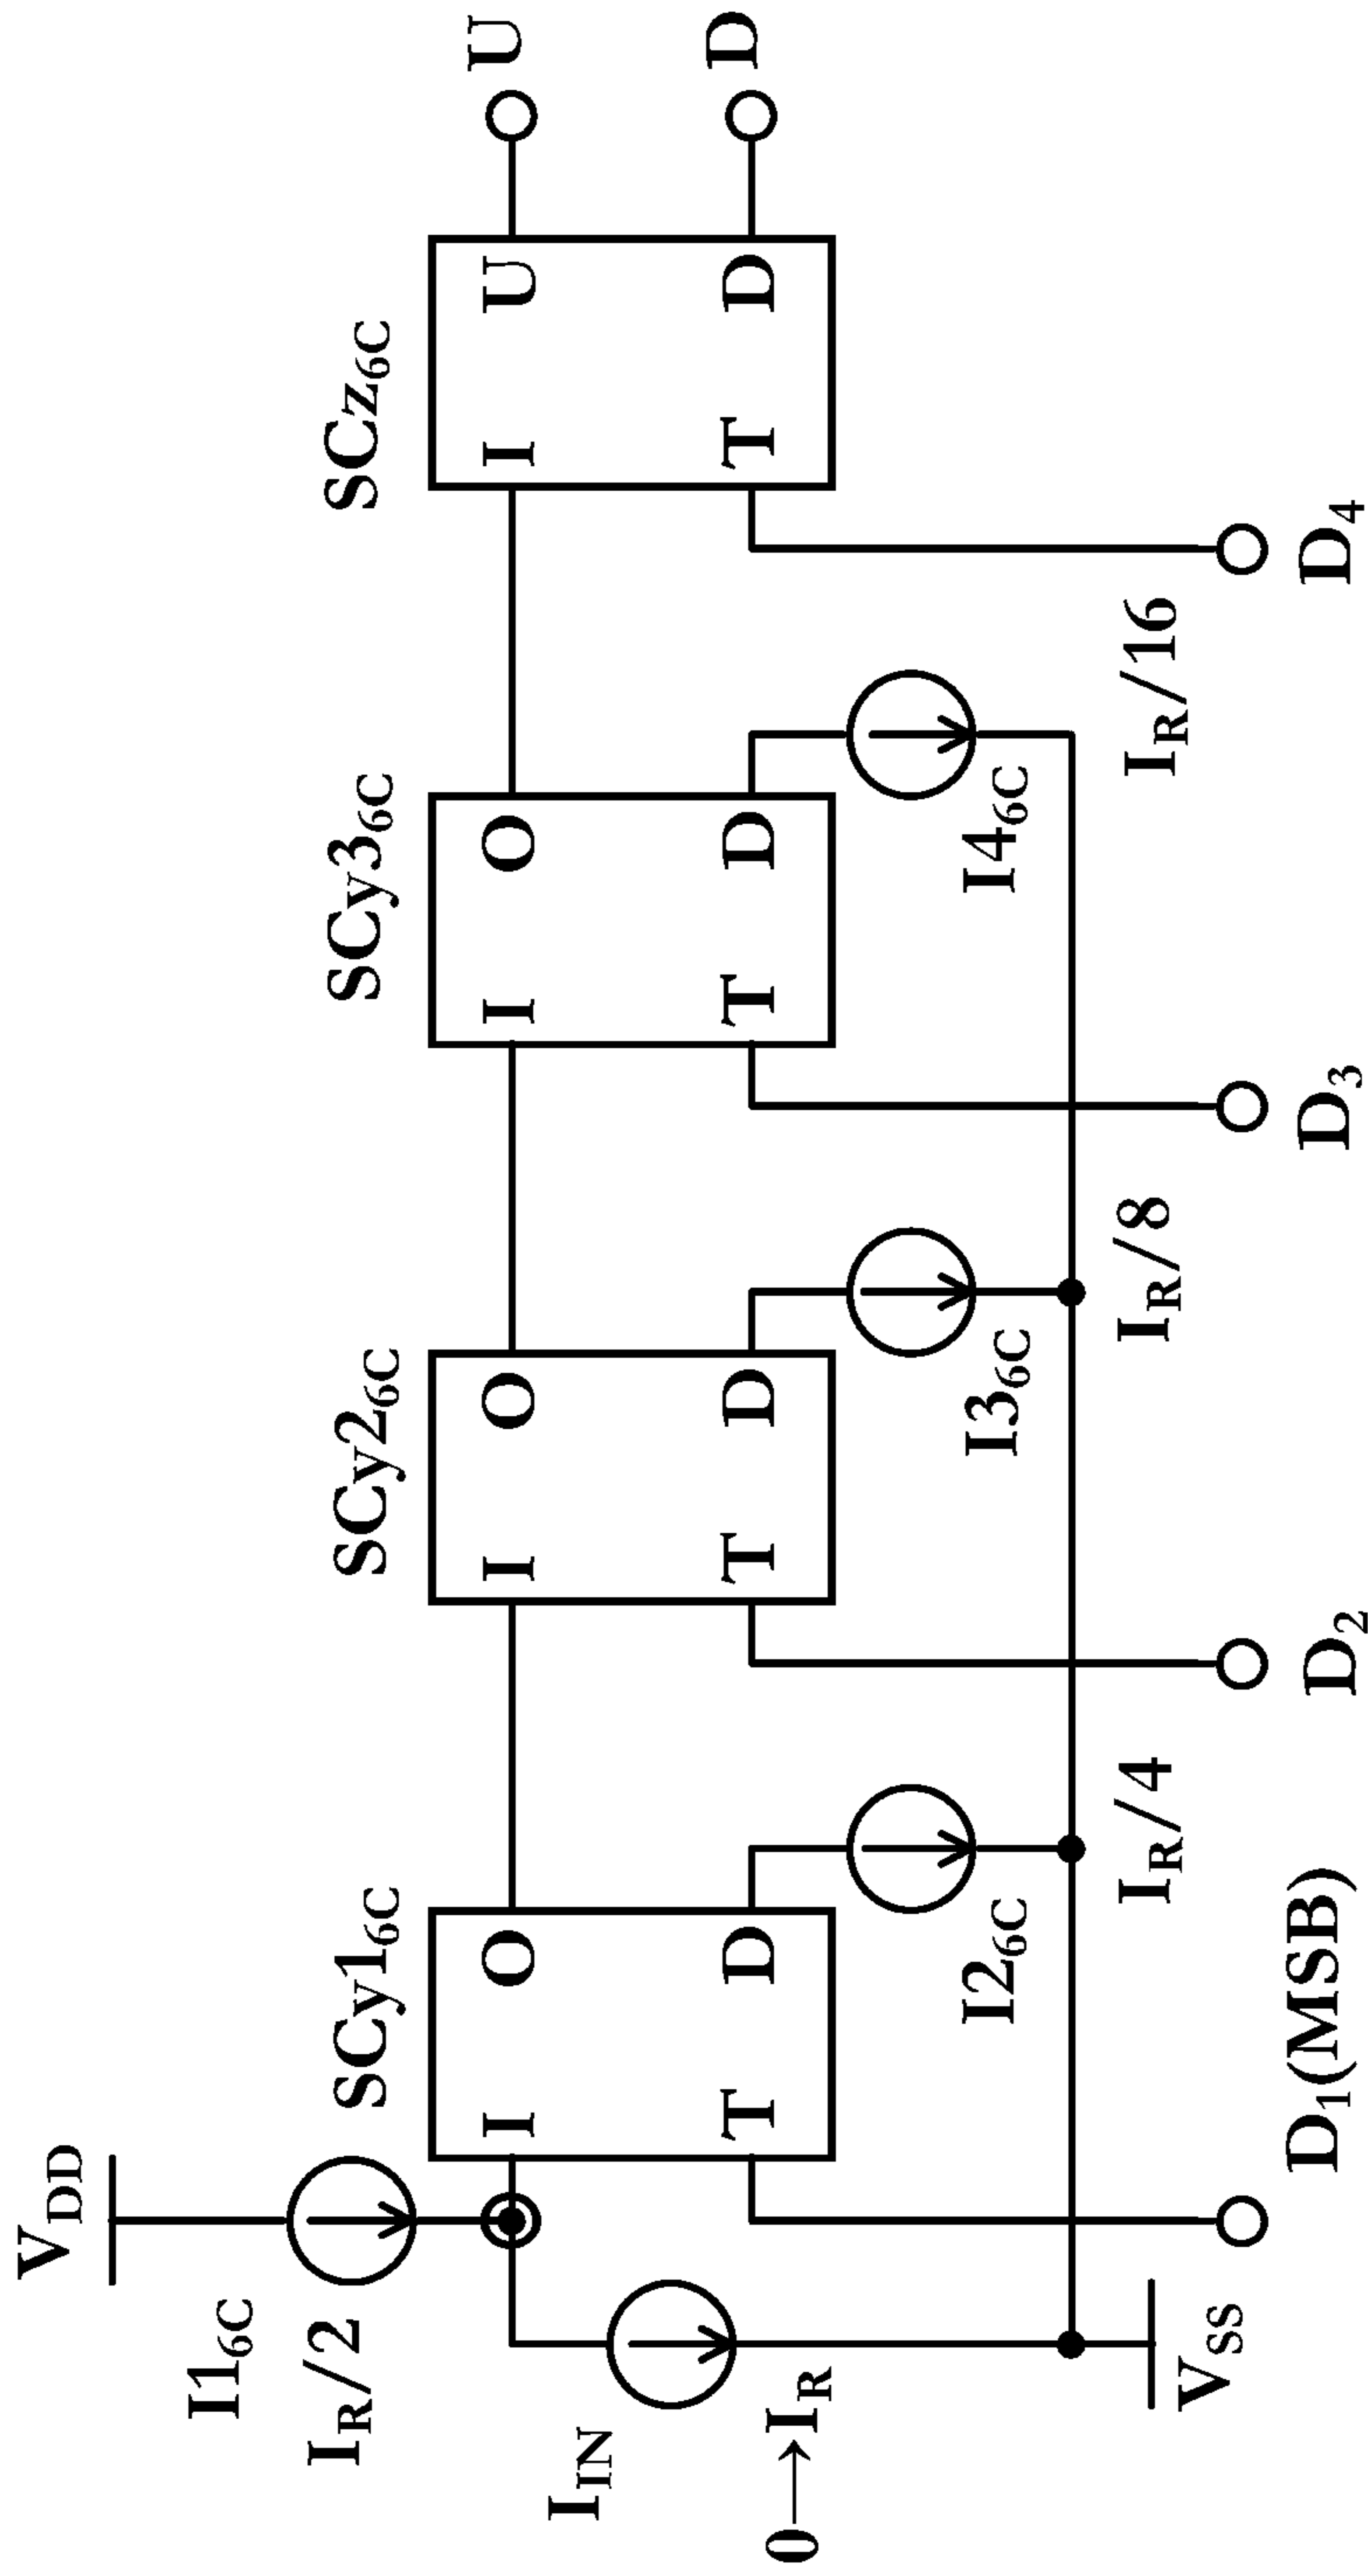 V_DD
I1_6C
I_R/2
I_IN
0→I_R
V_SS
SCy1_6C
I O
T D
I2_6C
I_R/4
D_1(MSB)
SCy2_6C
I O
T D
I3_6C
I_R/8
D_2
SCy3_6C
I O
T D
I4_6C
I_R/16
D_3
SCz_6C
I U
T D
D_4
U
D